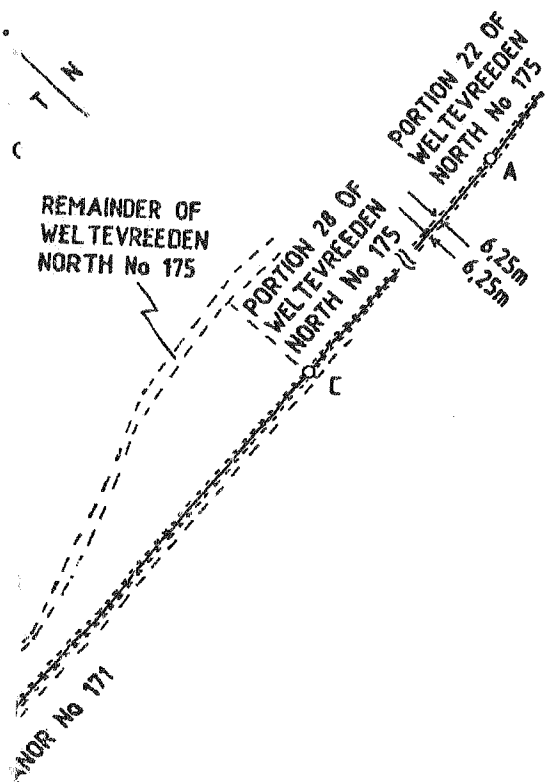 T N
PORTION 22 OF
WELTEVREEDEN
NORTH No 175
A
6,25m
6,25m
REMAINDER OF
WELTEVREEDEN
NORTH No 175
PORTION 28 OF
WELTEVREEDEN
NORTH No 175
C
ANOR No 171